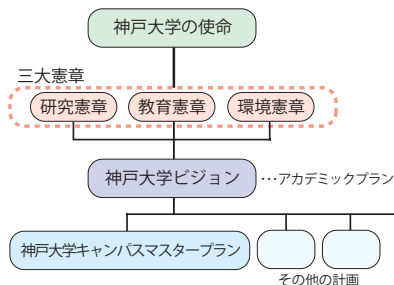 神戸大学の使命
三大憲章
研究憲章 教育憲章 環境憲章
神戸大学ビジョン …アカデミックプラン
神戸大学キャンパスマスタープラン
その他の計画